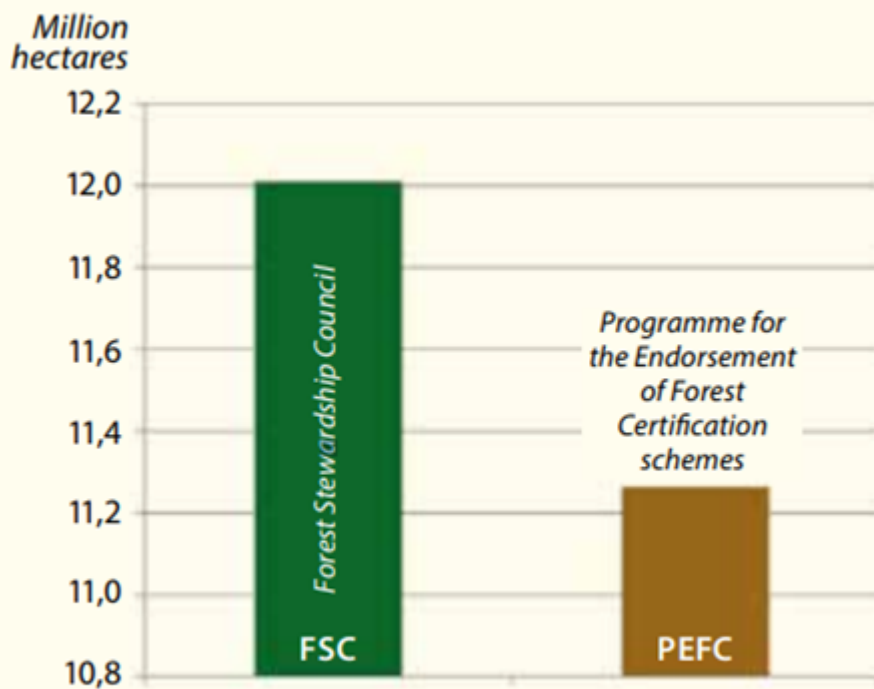 Million
hectares
12,2
12,0
11,8
11,6
11,4
11,2
11,0
10,8
Forest Stewardship Council
FSC
Programme for
the Endorsement
of Forest
Certification
schemes
PEFC